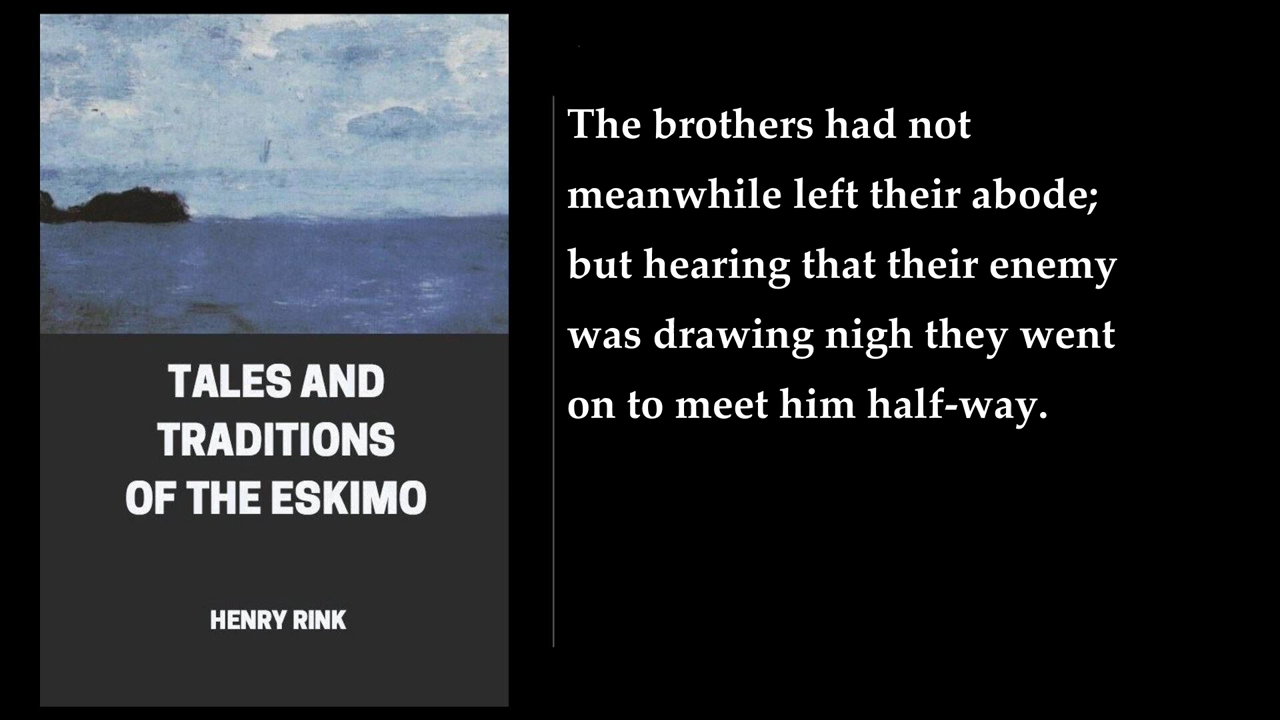 TALES AND
TRADITIONS
OF THE ESKIMO
HENRY RINK
The brothers had not
meanwhile left their abode;
but hearing that their enemy
was drawing nigh they went
on to meet him half-way.